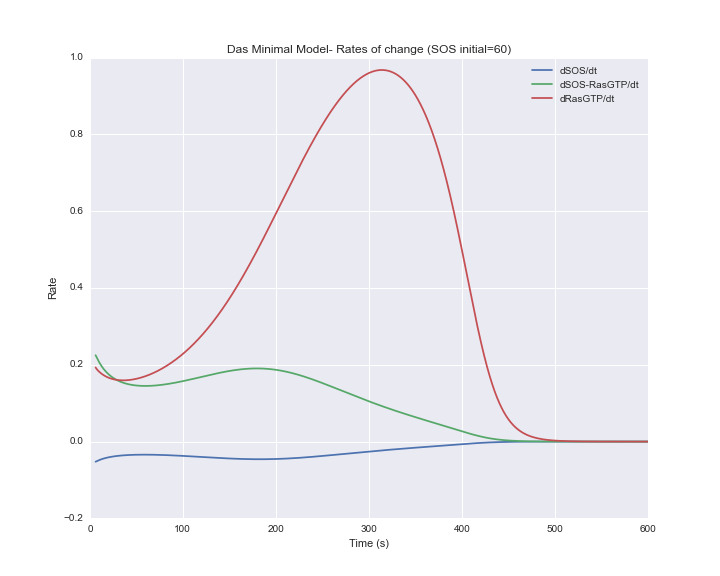 Das Minimal Model- Rates of change (SOS initial=60)
dSOS/dt
dSOS-RasGTP/dt
dRasGTP/dt
1.0
0.8
0.6
0.4
0.2
0.0
−0.2
Rate
0 100 200 300 400 500 600
Time (s)